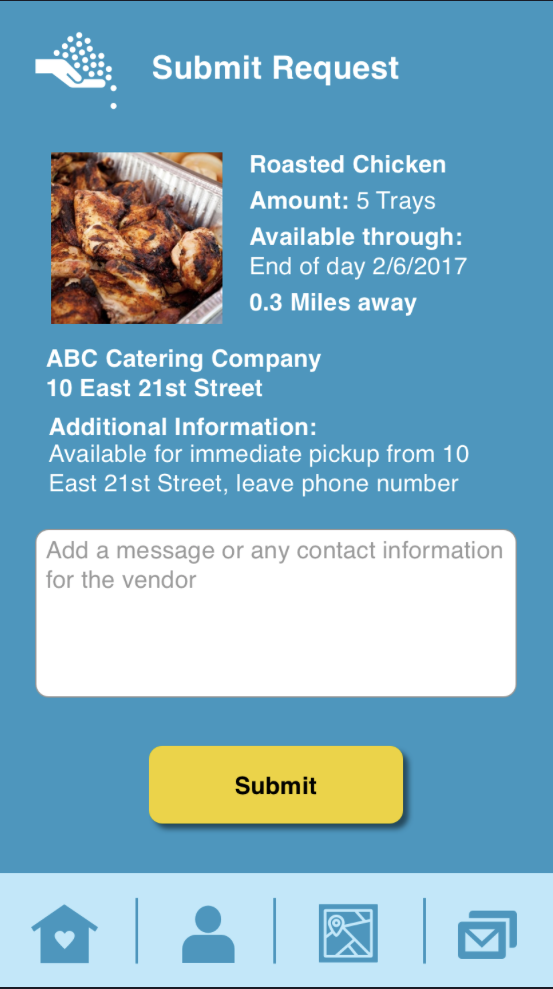 Submit Request
Roasted Chicken
Amount: 5 Trays
Available through:
End of day 2/6/2017
0.3 Miles away
ABC Catering Company
10 East 21st Street
Additional Information:
Available for immediate pickup from 10
East 21st Street, leave phone number
Add a message or any contact information
for the vendor
Submit